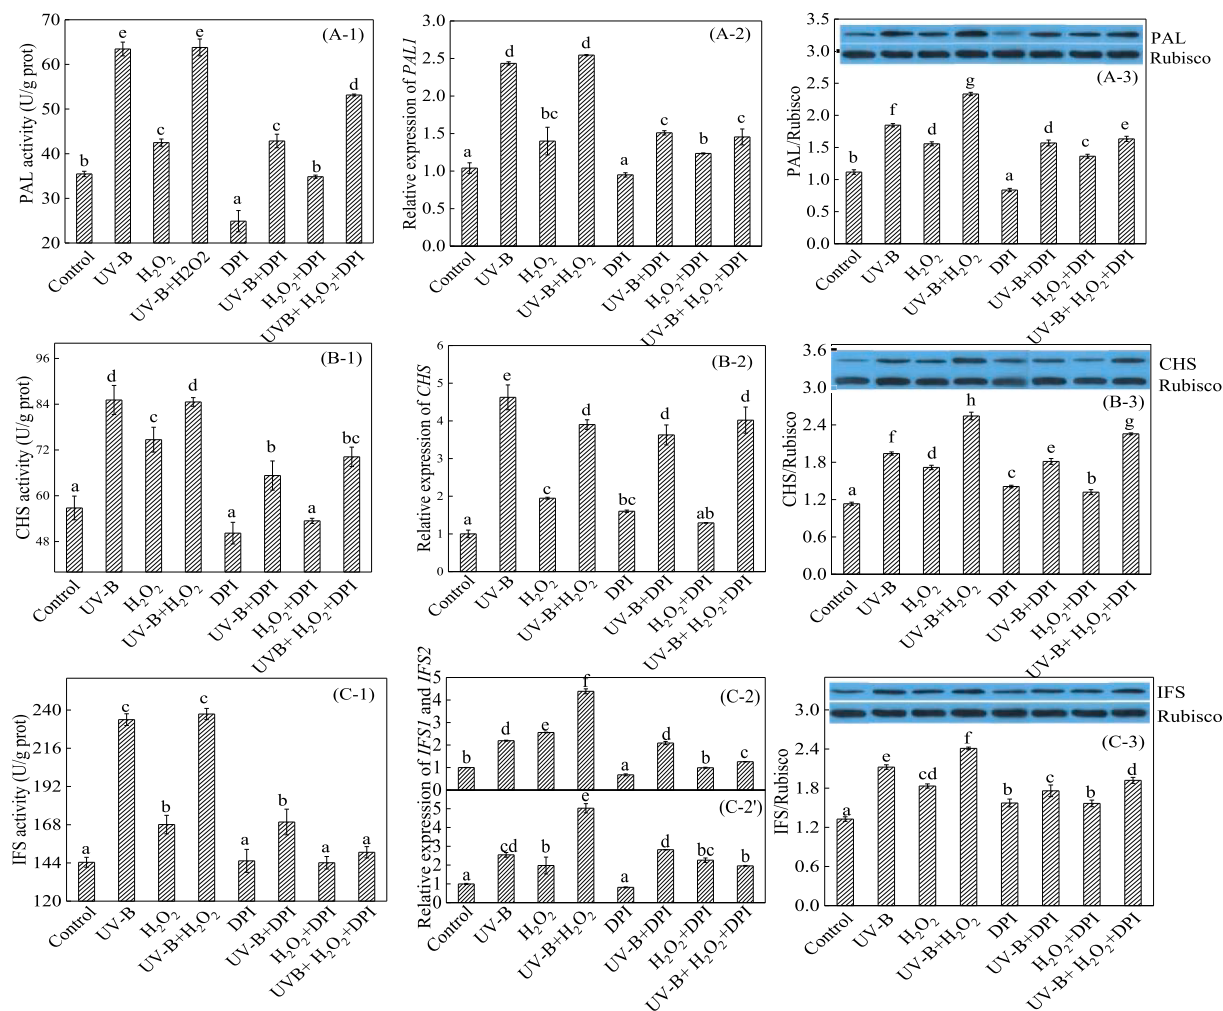 (A-1)
PAL activity (U/g prot)
70
60
50
40
30
20
b
e
c
e
a
c
b
d
Control
UV-B
H₂O₂
UV-B+H2O2
DPI
UV-B+DPI
H₂O₂+DPI
UVB+ H₂O₂+DPI
(A-2)
Relative expression of PAL1
3.0
2.5
2.0
1.5
1.0
0.5
0.0
a
d
bc
d
a
c
b
c
Control
UV-B
H₂O₂
UV-B+H₂O₂
DPI
UV-B+DPI
H₂O₂+DPI
UV-B+ H₂O₂+DPI
PAL
Rubisco
(A-3)
PAL/Rubisco
3.5
3.0
2.5
2.0
1.5
1.0
0.5
0.0
b
f
d
g
a
d
c
e
Control
UV-B
H₂O₂
UV-B+H₂O₂
DPI
UV-B+DPI
H₂O₂+DPI
UV-B+ H₂O₂+DPI
(B-1)
CHS activity (U/g prot)
96
84
72
60
48
a
d
c
d
a
b
a
bc
Control
UV-B
H₂O₂
UV-B+H₂O₂
DPI
UV-B+DPI
H₂O₂+DPI
UVB+ H₂O₂+DPI
(B-2)
Relative expression of CHS
6
5
4
3
2
1
0
a
e
c
d
bc
d
ab
d
Control
UV-B
H₂O₂
UV-B+H₂O₂
DPI
UV-B+DPI
H₂O₂+DPI
UV-B+ H₂O₂+DPI
CHS
Rubisco
(B-3)
CHS/Rubisco
3.6
3.0
2.4
1.8
1.2
0.6
0.0
a
f
d
h
c
e
b
g
Control
UV-B
H₂O₂
UV-B+H₂O₂
DPI
UV-B+DPI
H₂O₂+DPI
UV-B+ H₂O₂+DPI
(C-1)
IFS activity (U/g prot)
240
216
192
168
144
120
a
c
b
c
a
b
a
a
Control
UV-B
H₂O₂
UV-B+H₂O₂
DPI
UV-B+DPI
H₂O₂+DPI
UVB+ H₂O₂+DPI
Relative expression of IFS1 and IFS2
(C-2)
5
4
3
2
1
0
b
d
e
f
a
d
b
c
(C-2')
5
4
3
2
1
0
a
cd
b
e
a
d
bc
b
Control
UV-B
H₂O₂
UV-B+H₂O₂
DPI
UV-B+DPI
H₂O₂+DPI
UV-B+ H₂O₂+DPI
IFS
Rubisco
(C-3)
IFS/Rubisco
3.0
2.4
1.8
1.2
0.6
0.0
a
e
cd
f
b
c
b
d
Control
UV-B
H₂O₂
UV-B+H₂O₂
DPI
UV-B+DPI
H₂O₂+DPI
UV-B+ H₂O₂+DPI